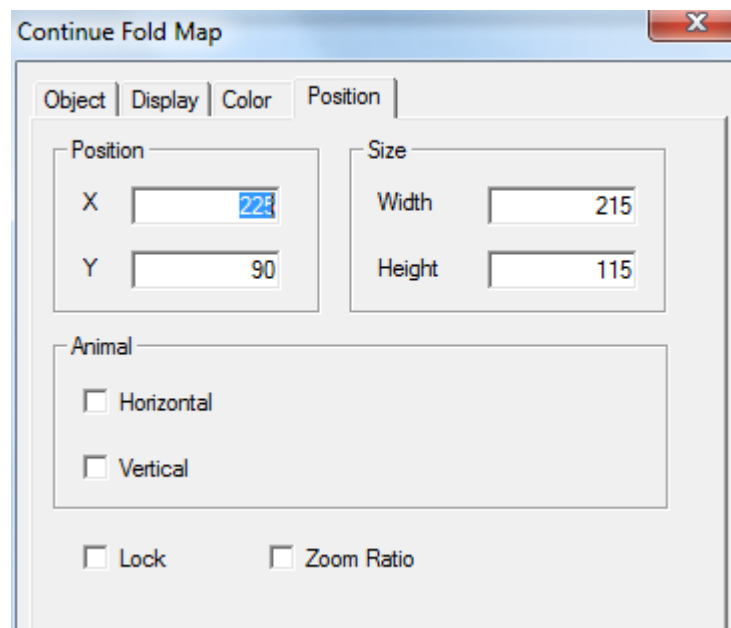 Continue Fold Map
Object Display Color Position
Position Size
X 225 Width 215
Y 90 Height 115
Animal
Horizontal
Vertical
Lock Zoom Ratio